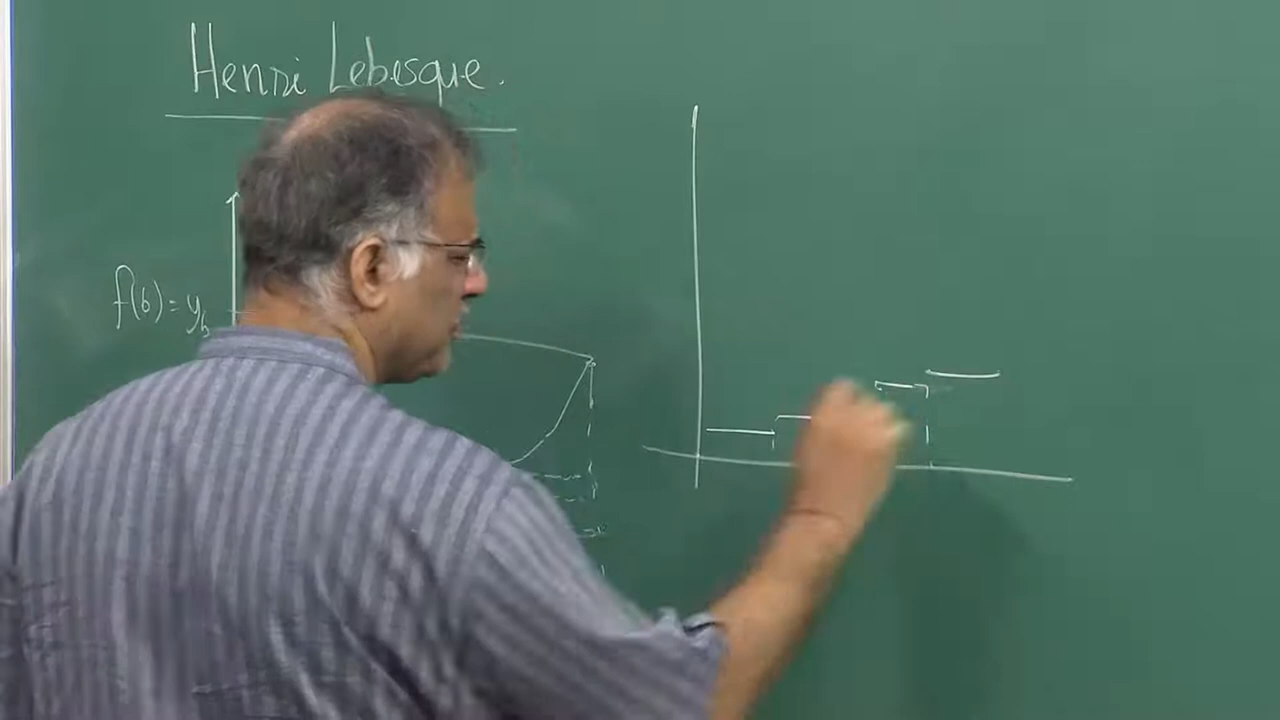 Henri Lebesgue.
f(b) = y_b